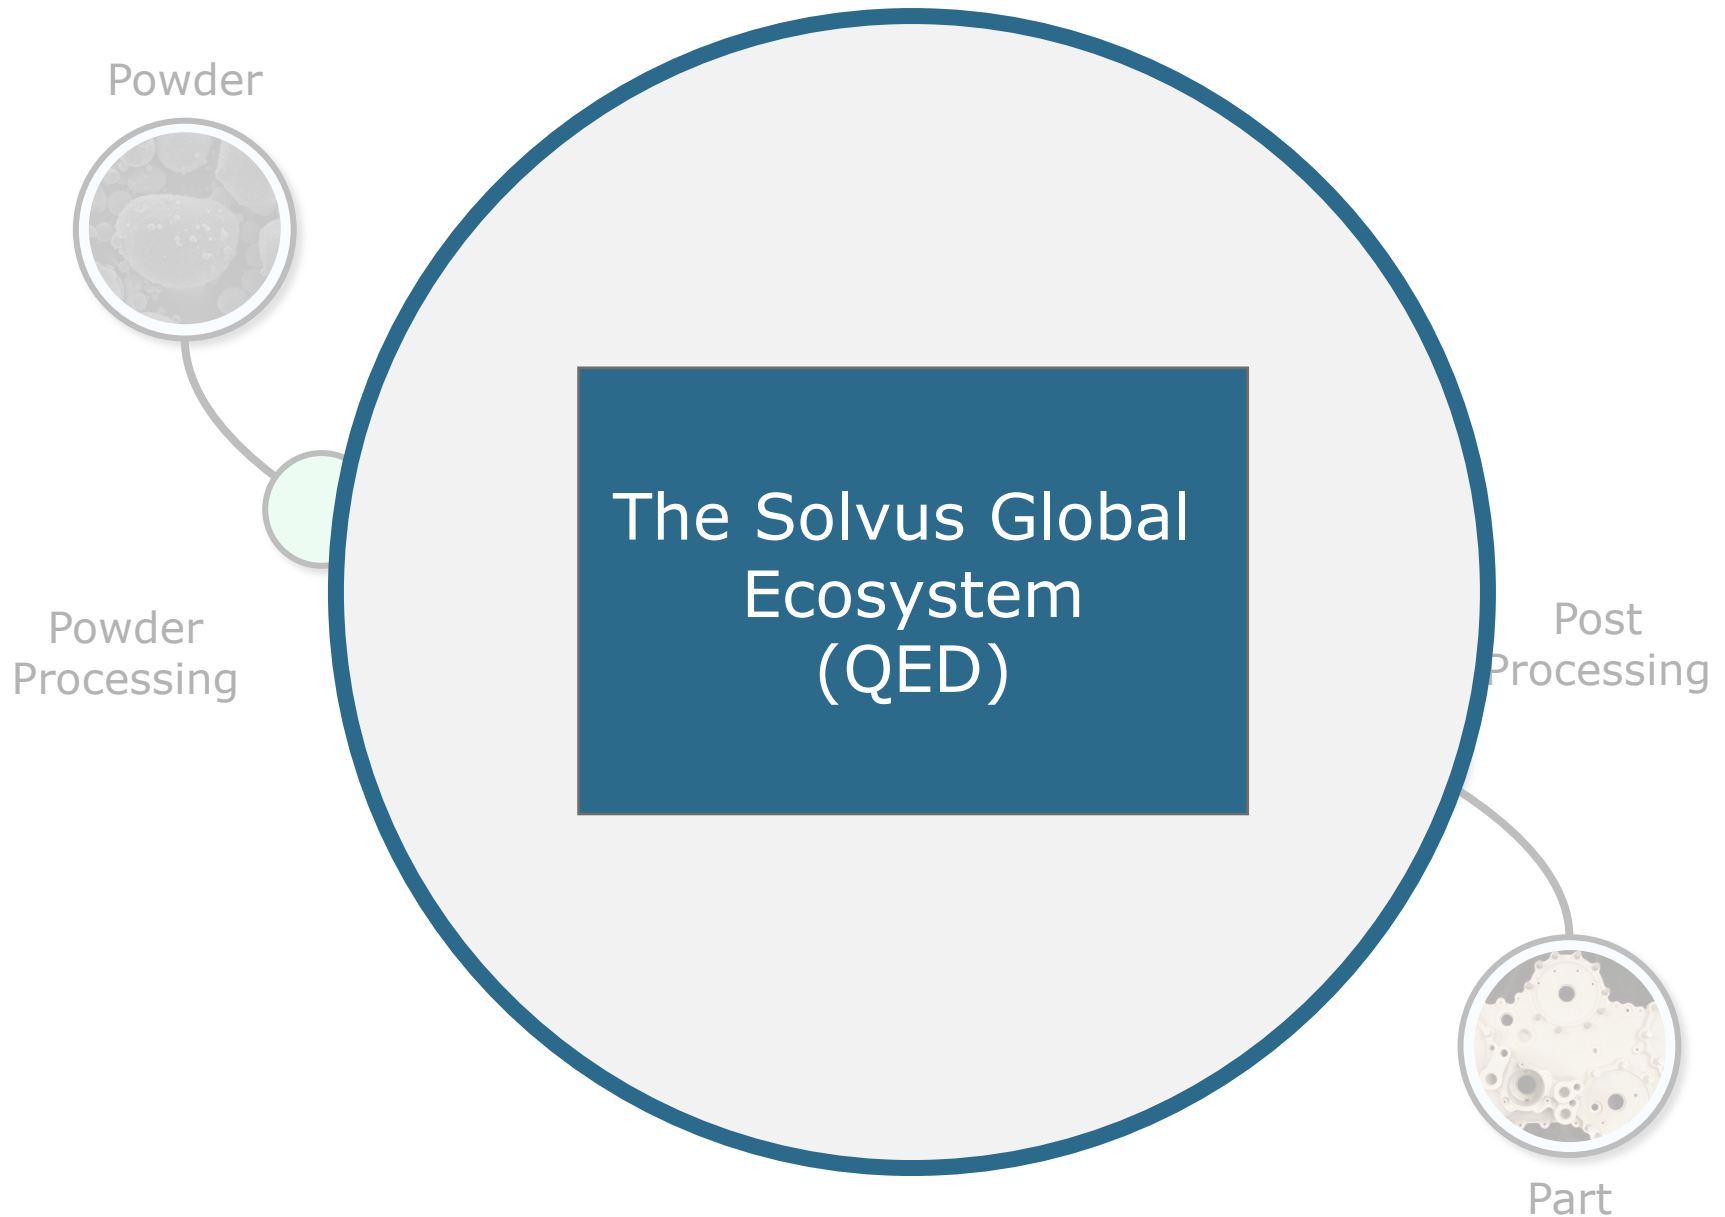 Powder
The Solvus Global
Ecosystem
(QED)
Powder
Processing
Post
Processing
Part